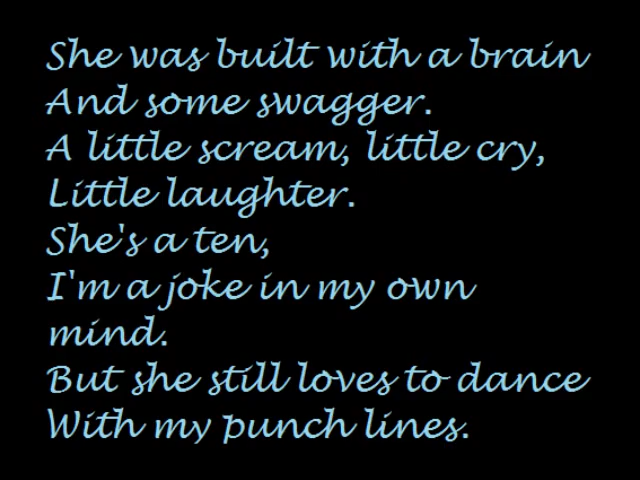 She was built with a brain
And some swagger.
A little scream, little cry,
Little laughter.
She's a ten,
I'm a joke in my own
mind.
But she still loves to dance
With my punch lines.